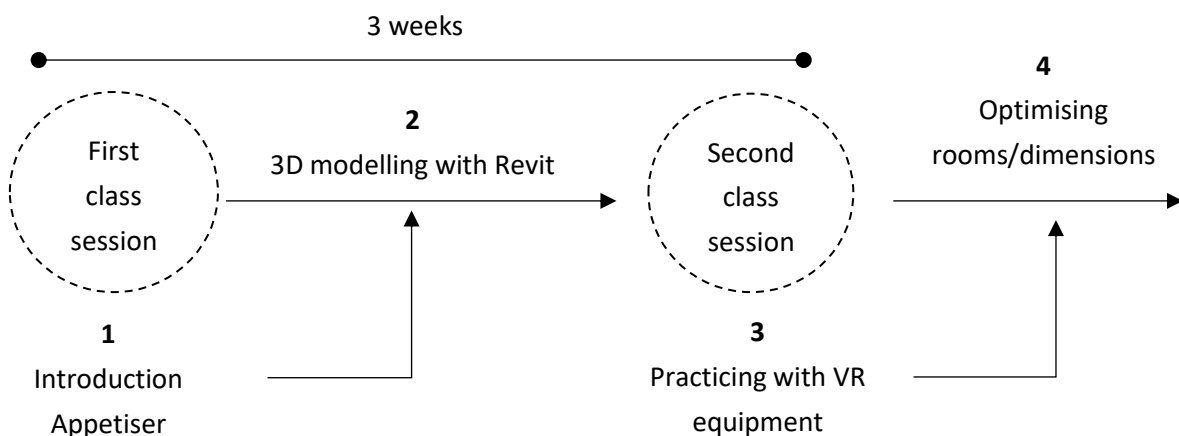 3 weeks
First
class
session
2
3D modelling with Revit
Second
class
session
4
Optimising
rooms/dimensions
1
Introduction
Appetiser
3
Practicing with VR
equipment